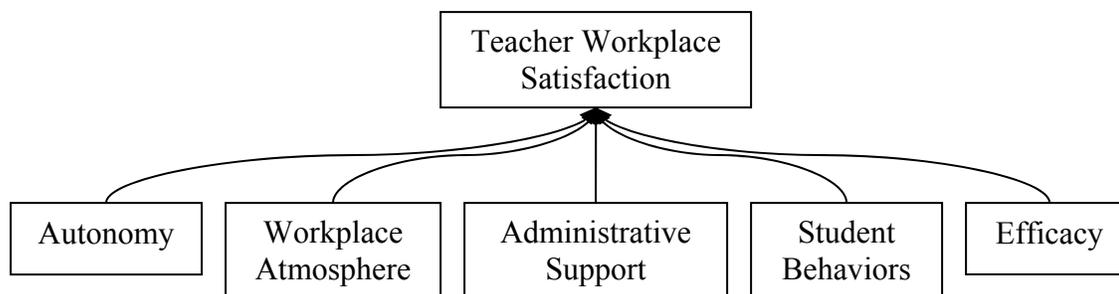 Teacher Workplace
Satisfaction
Autonomy
Workplace
Atmosphere
Administrative
Support
Student
Behaviors
Efficacy